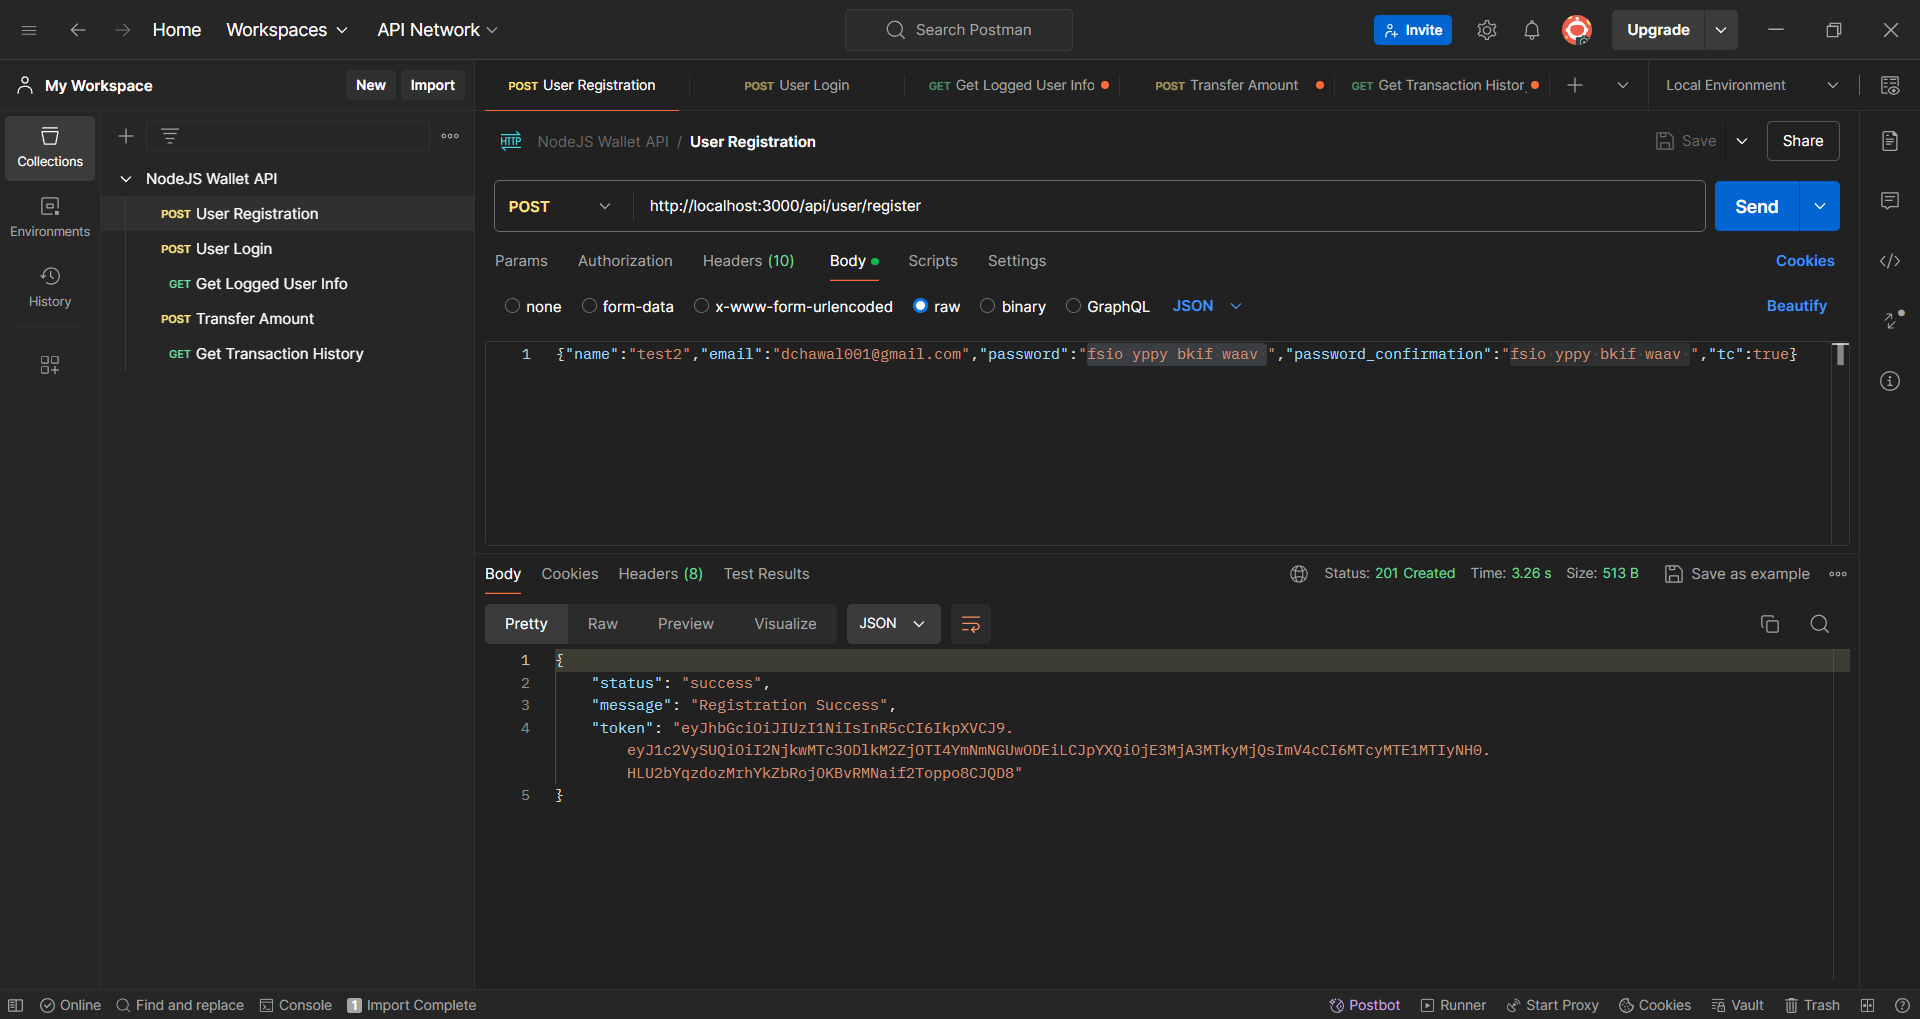 Home Workspaces API Network Search Postman Invite Upgrade
My Workspace New Import
POST User Registration POST User Login GET Get Logged User Info POST Transfer Amount GET Get Transaction Histor Local Environment
Collections
Environments
History
NodeJS Wallet API
POST User Registration
POST User Login
GET Get Logged User Info
POST Transfer Amount
GET Get Transaction History
HTTP NodeJS Wallet API / User Registration Save Share
POST http://localhost:3000/api/user/register Send
Params Authorization Headers (10) Body Scripts Settings Cookies
none form-data x-www-form-urlencoded raw binary GraphQL JSON Beautify
1 {"name":"test2","email":"dchawal001@gmail.com","password":"fsio yppy bkif waav ","password_confirmation":"fsio yppy bkif waav ","tc":true}
Body Cookies Headers (8) Test Results Status: 201 Created Time: 3.26 s Size: 513 B Save as example
Pretty Raw Preview Visualize JSON
1 {
2 "status": "success",
3 "message": "Registration Success",
4 "token": "eyJhbGciOiJIUzI1NiIsInR5cCI6IkpXVCJ9.
eyJ1c2VySUQiOiI2NjkwMTc3ODlkM2ZjOTI4YmNmNGUwODEiLCJpYXQiOjE3MjA3MTkyMjQsImV4cCI6MTcyMTE1MTIyNH0.
HLU2bYqzdozMrhYkZbRojOKBvRMNaif2Toppo8CJQD8"
5 }
Online Find and replace Console 1 Import Complete Postbot Runner Start Proxy Cookies Vault Trash